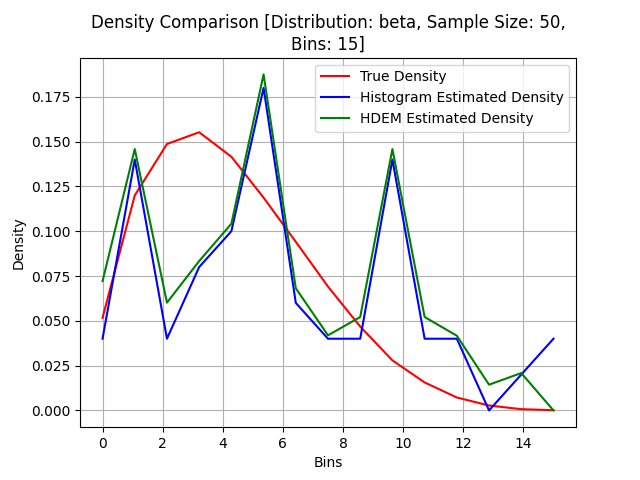 Density Comparison [Distribution: beta, Sample Size: 50,
Bins: 15]
True Density
Histogram Estimated Density
HDEM Estimated Density
Density
0.175
0.150
0.125
0.100
0.075
0.050
0.025
0.000
0 2 4 6 8 10 12 14
Bins